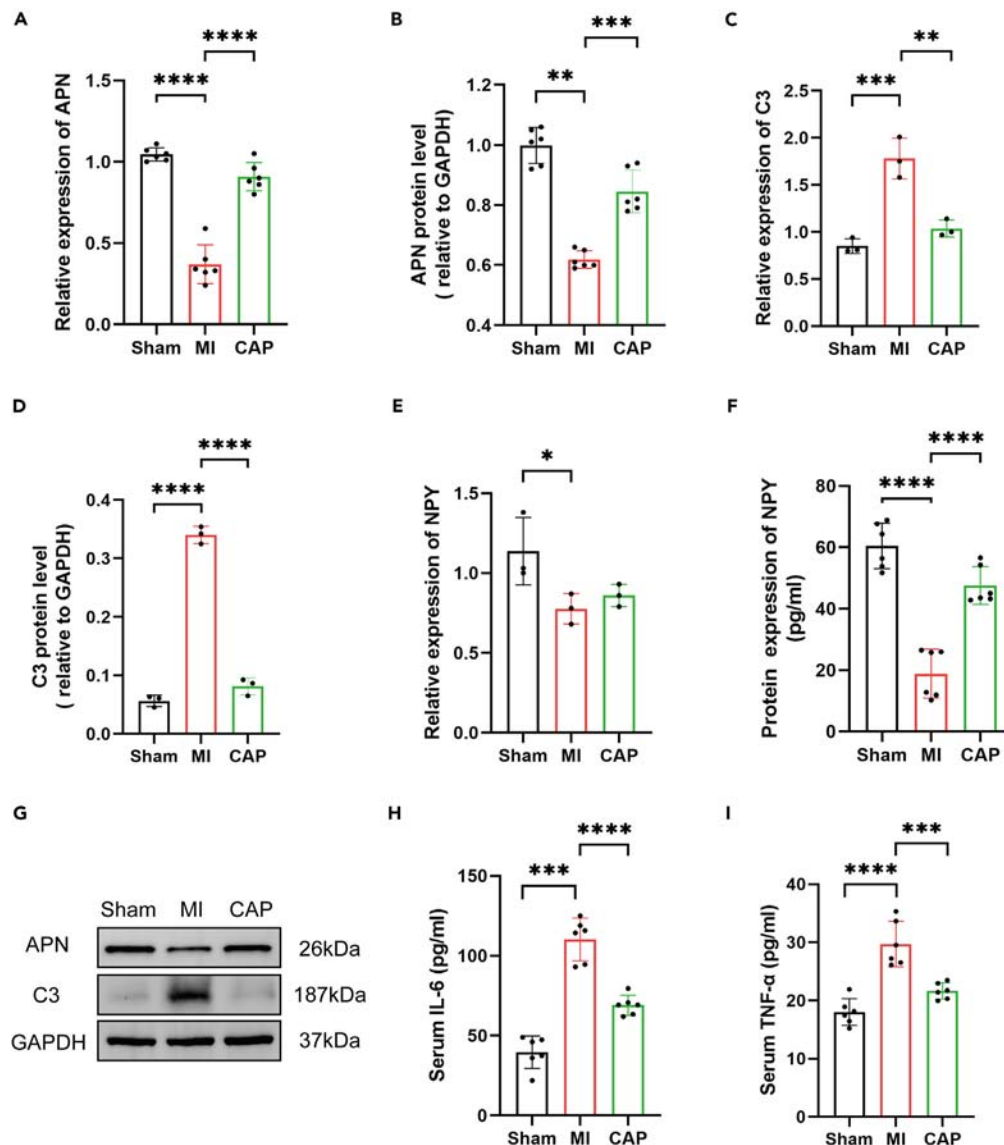 A
****
****
Relative expression of APN
1.5
1.0
0.5
0.0
Sham MI CAP
B
***
**
APN protein level
( relative to GAPDH)
1.2
1.0
0.8
0.6
0.4
Sham MI CAP
C
**
***
Relative expression of C3
2.5
2.0
1.5
1.0
0.5
0.0
Sham MI CAP
D
****
****
C3 protein level
( relative to GAPDH)
0.4
0.3
0.2
0.1
0.0
Sham MI CAP
E
*
Relative expression of NPY
1.5
1.0
0.5
0.0
Sham MI CAP
F
****
****
Protein expression of NPY
(pg/ml)
80
60
40
20
0
Sham MI CAP
G
Sham MI CAP
APN 26kDa
C3 187kDa
GAPDH 37kDa
H
****
***
Serum IL-6 (pg/ml)
150
100
50
0
Sham MI CAP
I
***
****
Serum TNF-α (pg/ml)
40
30
20
10
0
Sham MI CAP